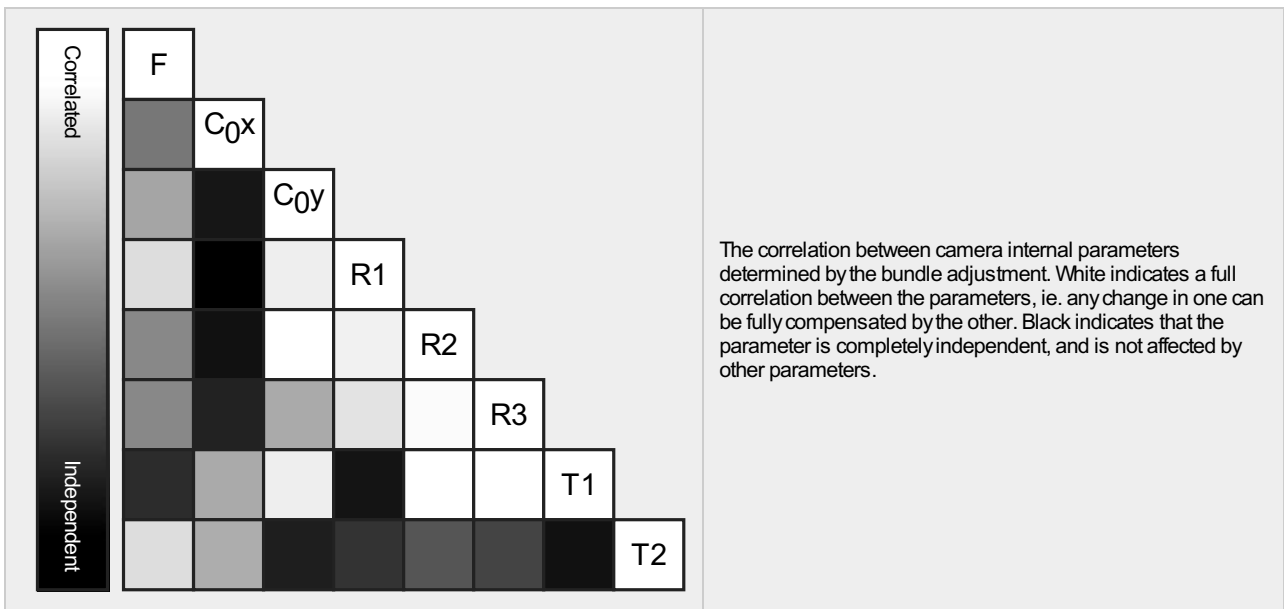 Correlated
Independent
F
C0x
C0y
R1
R2
R3
T1
T2
The correlation between camera internal parameters
determined by the bundle adjustment. White indicates a full
correlation between the parameters, ie. any change in one can
be fully compensated by the other. Black indicates that the
parameter is completely independent, and is not affected by
other parameters.